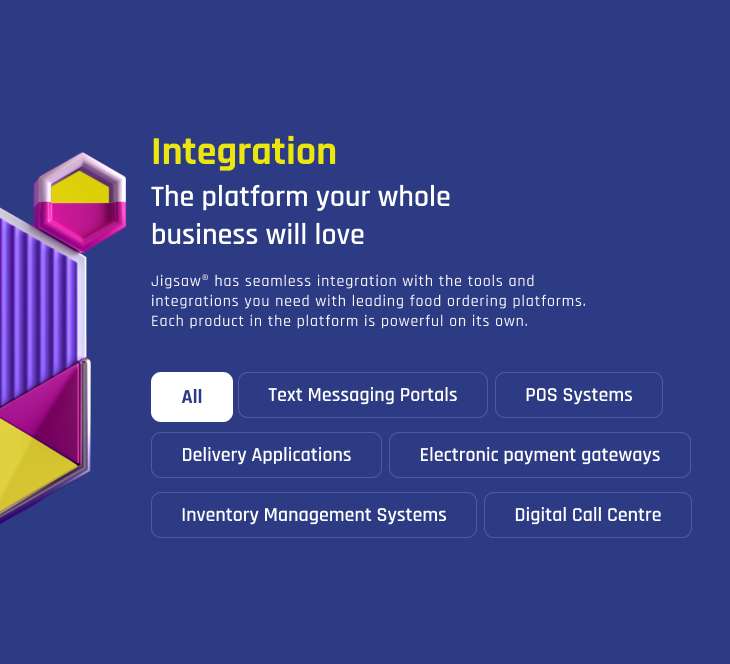 Integration
The platform your whole
business will love
Jigsaw® has seamless integration with the tools and
integrations you need with leading food ordering platforms.
Each product in the platform is powerful on its own.
All
Text Messaging Portals
POS Systems
Delivery Applications
Electronic payment gateways
Inventory Management Systems
Digital Call Centre